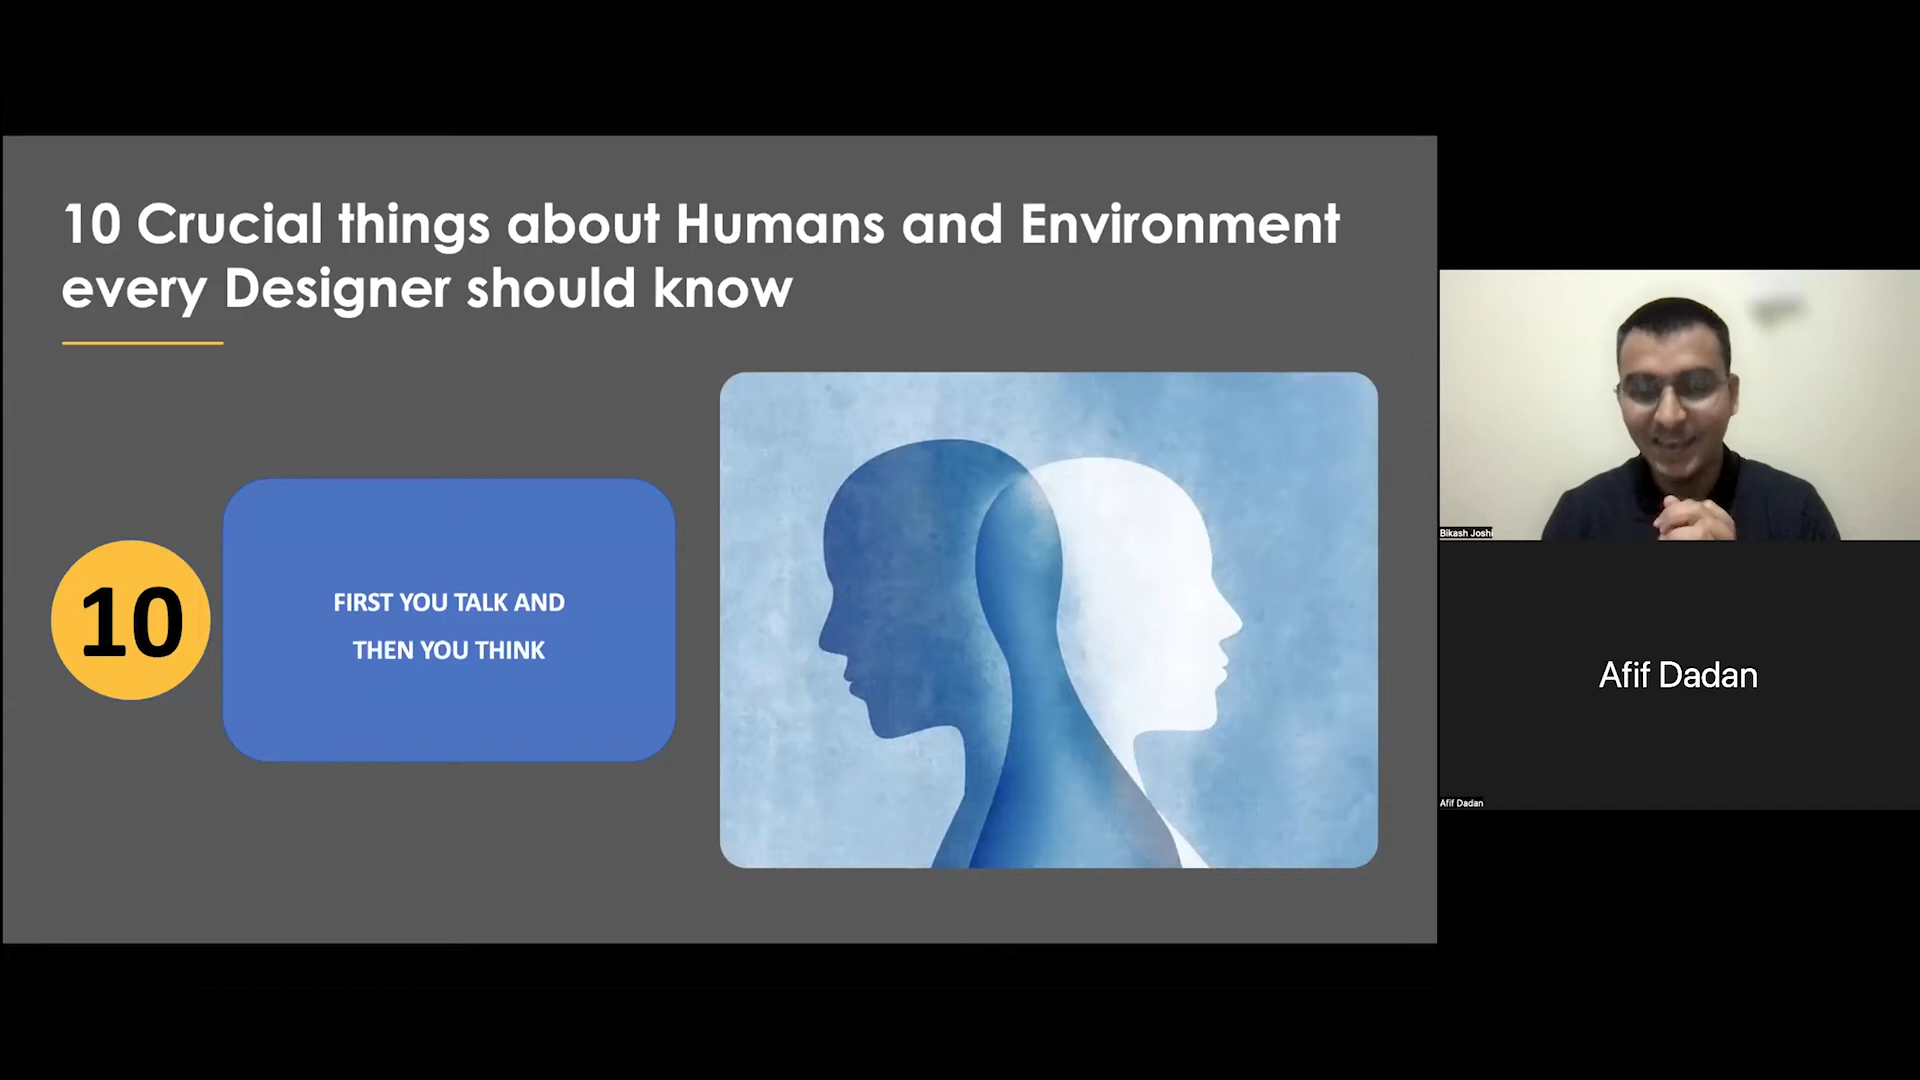 10 Crucial things about Humans and Environment
every Designer should know
10
FIRST YOU TALK AND
THEN YOU THINK
Bikash Joshi
Afif Dadan
Afif Dadan